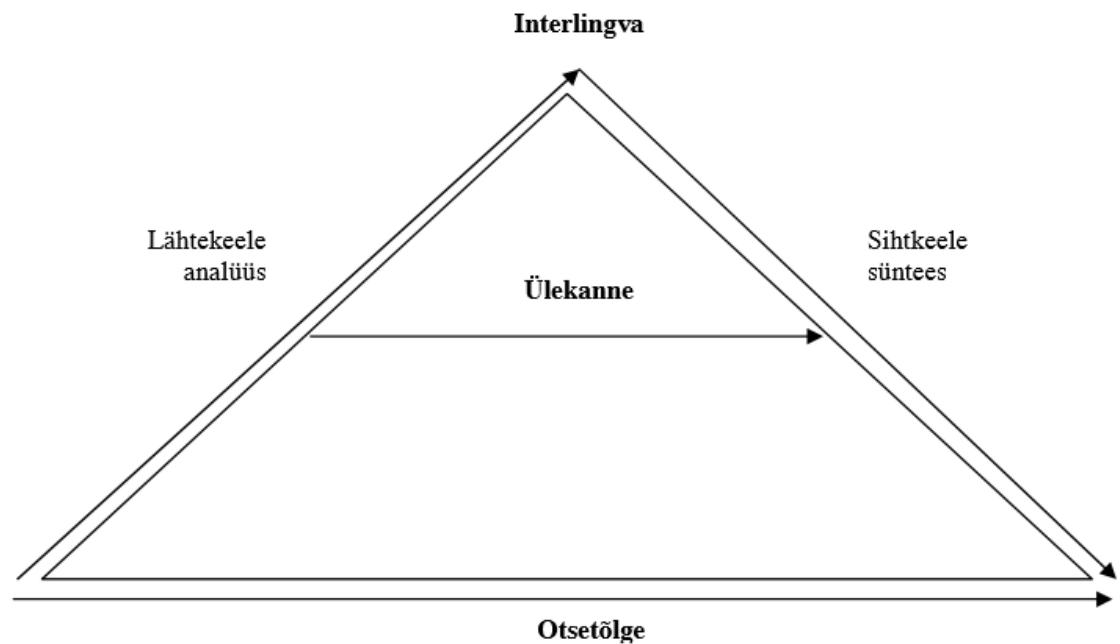 Interlingva
Lähtekeele
analüüs
Sihtkeele
süntees
Ülekanne
Otsetõlge